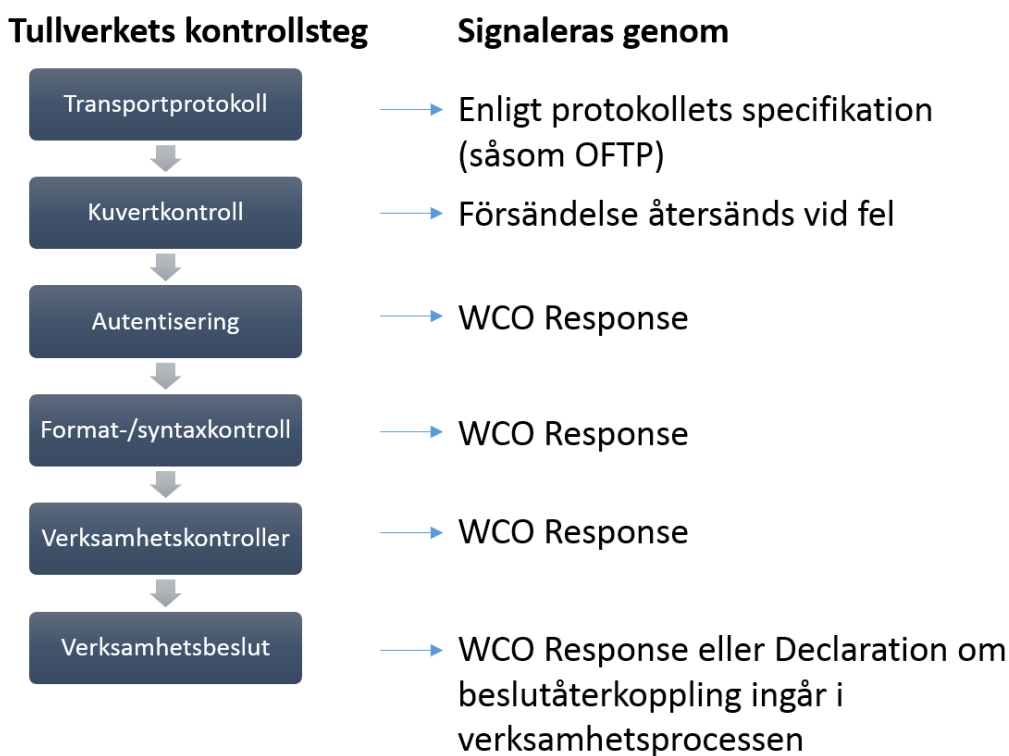 Tullverkets kontrollsteg
Signaleras genom
Transportprotokoll
Enligt protokollets specifikation
(såsom OFTP)
Kuvertkontroll
Försändelse återsänds vid fel
Autentisering
WCO Response
Format-/syntaxkontroll
WCO Response
Verksamhetskontroller
WCO Response
Verksamhetsbeslut
WCO Response eller Declaration om
beslutåterkoppling ingår i
verksamhetsprocessen